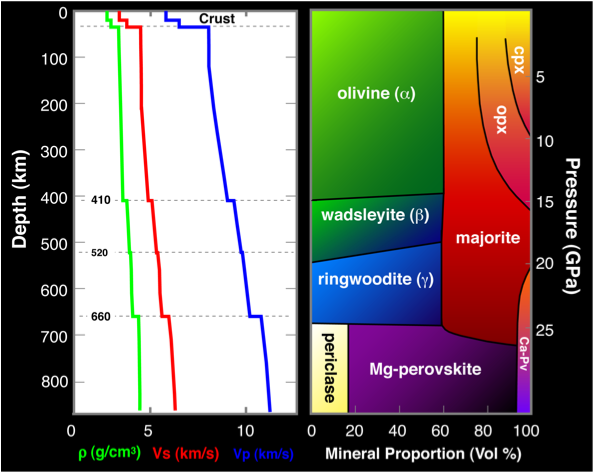 0
100
200
300
400
500
600
700
800
Depth (km)
Crust
410
520
660
0
5
10
ρ (g/cm³)
Vs (km/s)
Vp (km/s)
olivine (α)
wadsleyite (β)
ringwoodite (γ)
periclase
Mg-perovskite
majorite
opx
cpx
Ca-Pv
5
10
15
20
25
Pressure (GPa)
0
20
40
60
80
100
Mineral Proportion (Vol %)